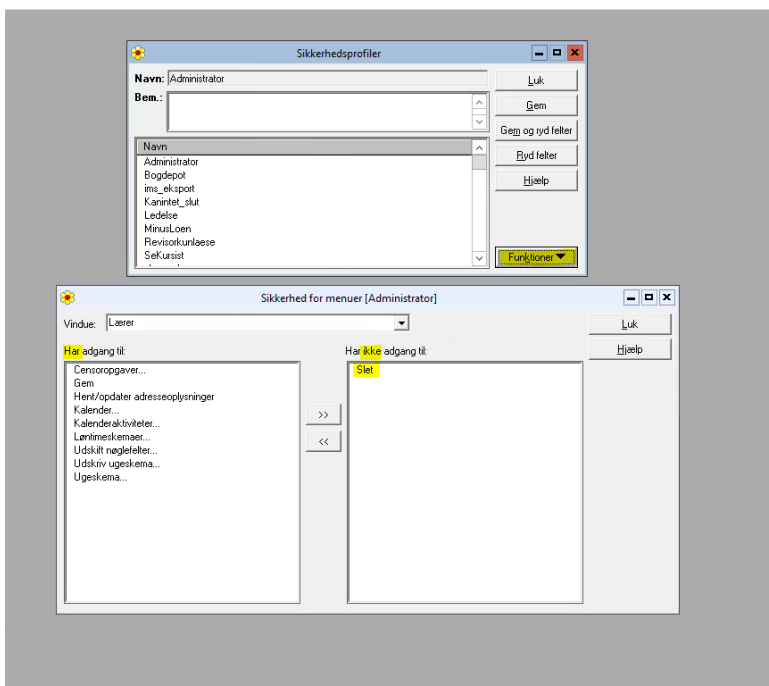 Sikkerhedsprofiler
Navn: Administrator
Bem.:
Luk
Gem
Gem og ryd felter
Ryd felter
Hjælp
Navn
Administrator
Bogdepot
ims_eksport
Kanintet_slut
Ledelse
MinusLoen
Revisorkunlaese
SeKursist
Funktioner
Sikkerhed for menuer [Administrator]
Vindue: Lærer
Luk
Hjælp
Har adgang til:
Censoropgaver...
Gem
Hent/opdater adresseoplysninger
Kalender...
Kalenderaktiviteter...
Løntimeskemaer...
Udskift nøglefelter...
Udskriv ugeskema...
Ugeskema...
>>
<<
Har ikke adgang til:
Slet